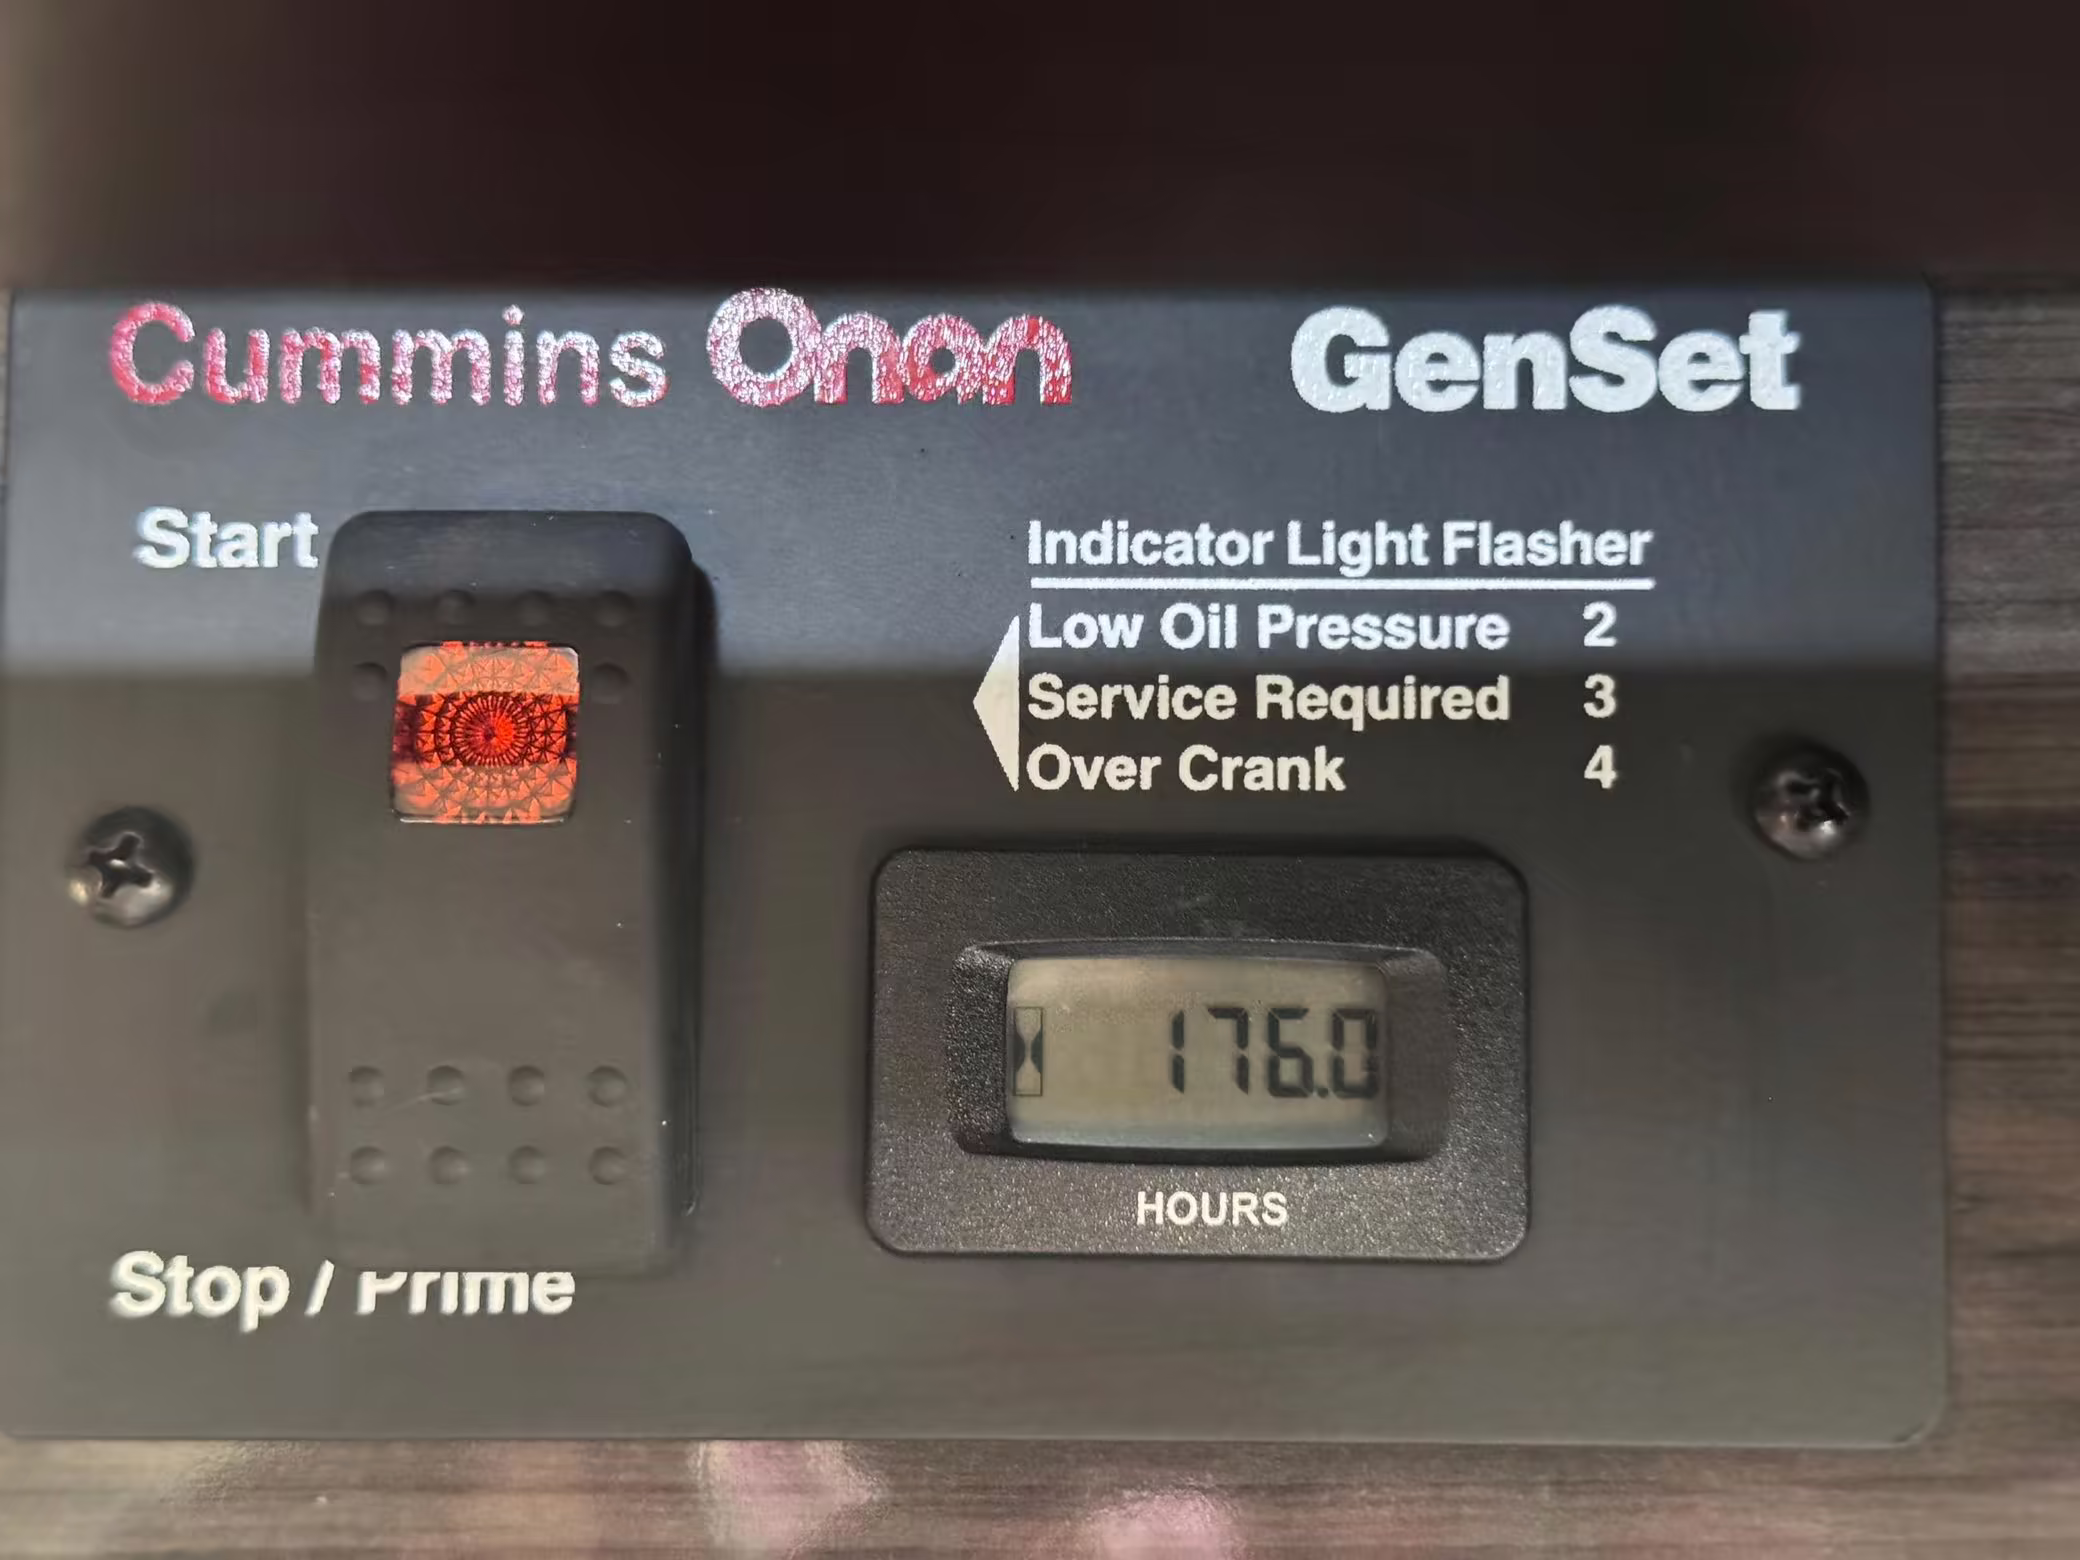 Cummins Onan GenSet
Start
Indicator Light Flasher
Low Oil Pressure 2
Service Required 3
Over Crank 4
176.0
HOURS
Stop / Prime